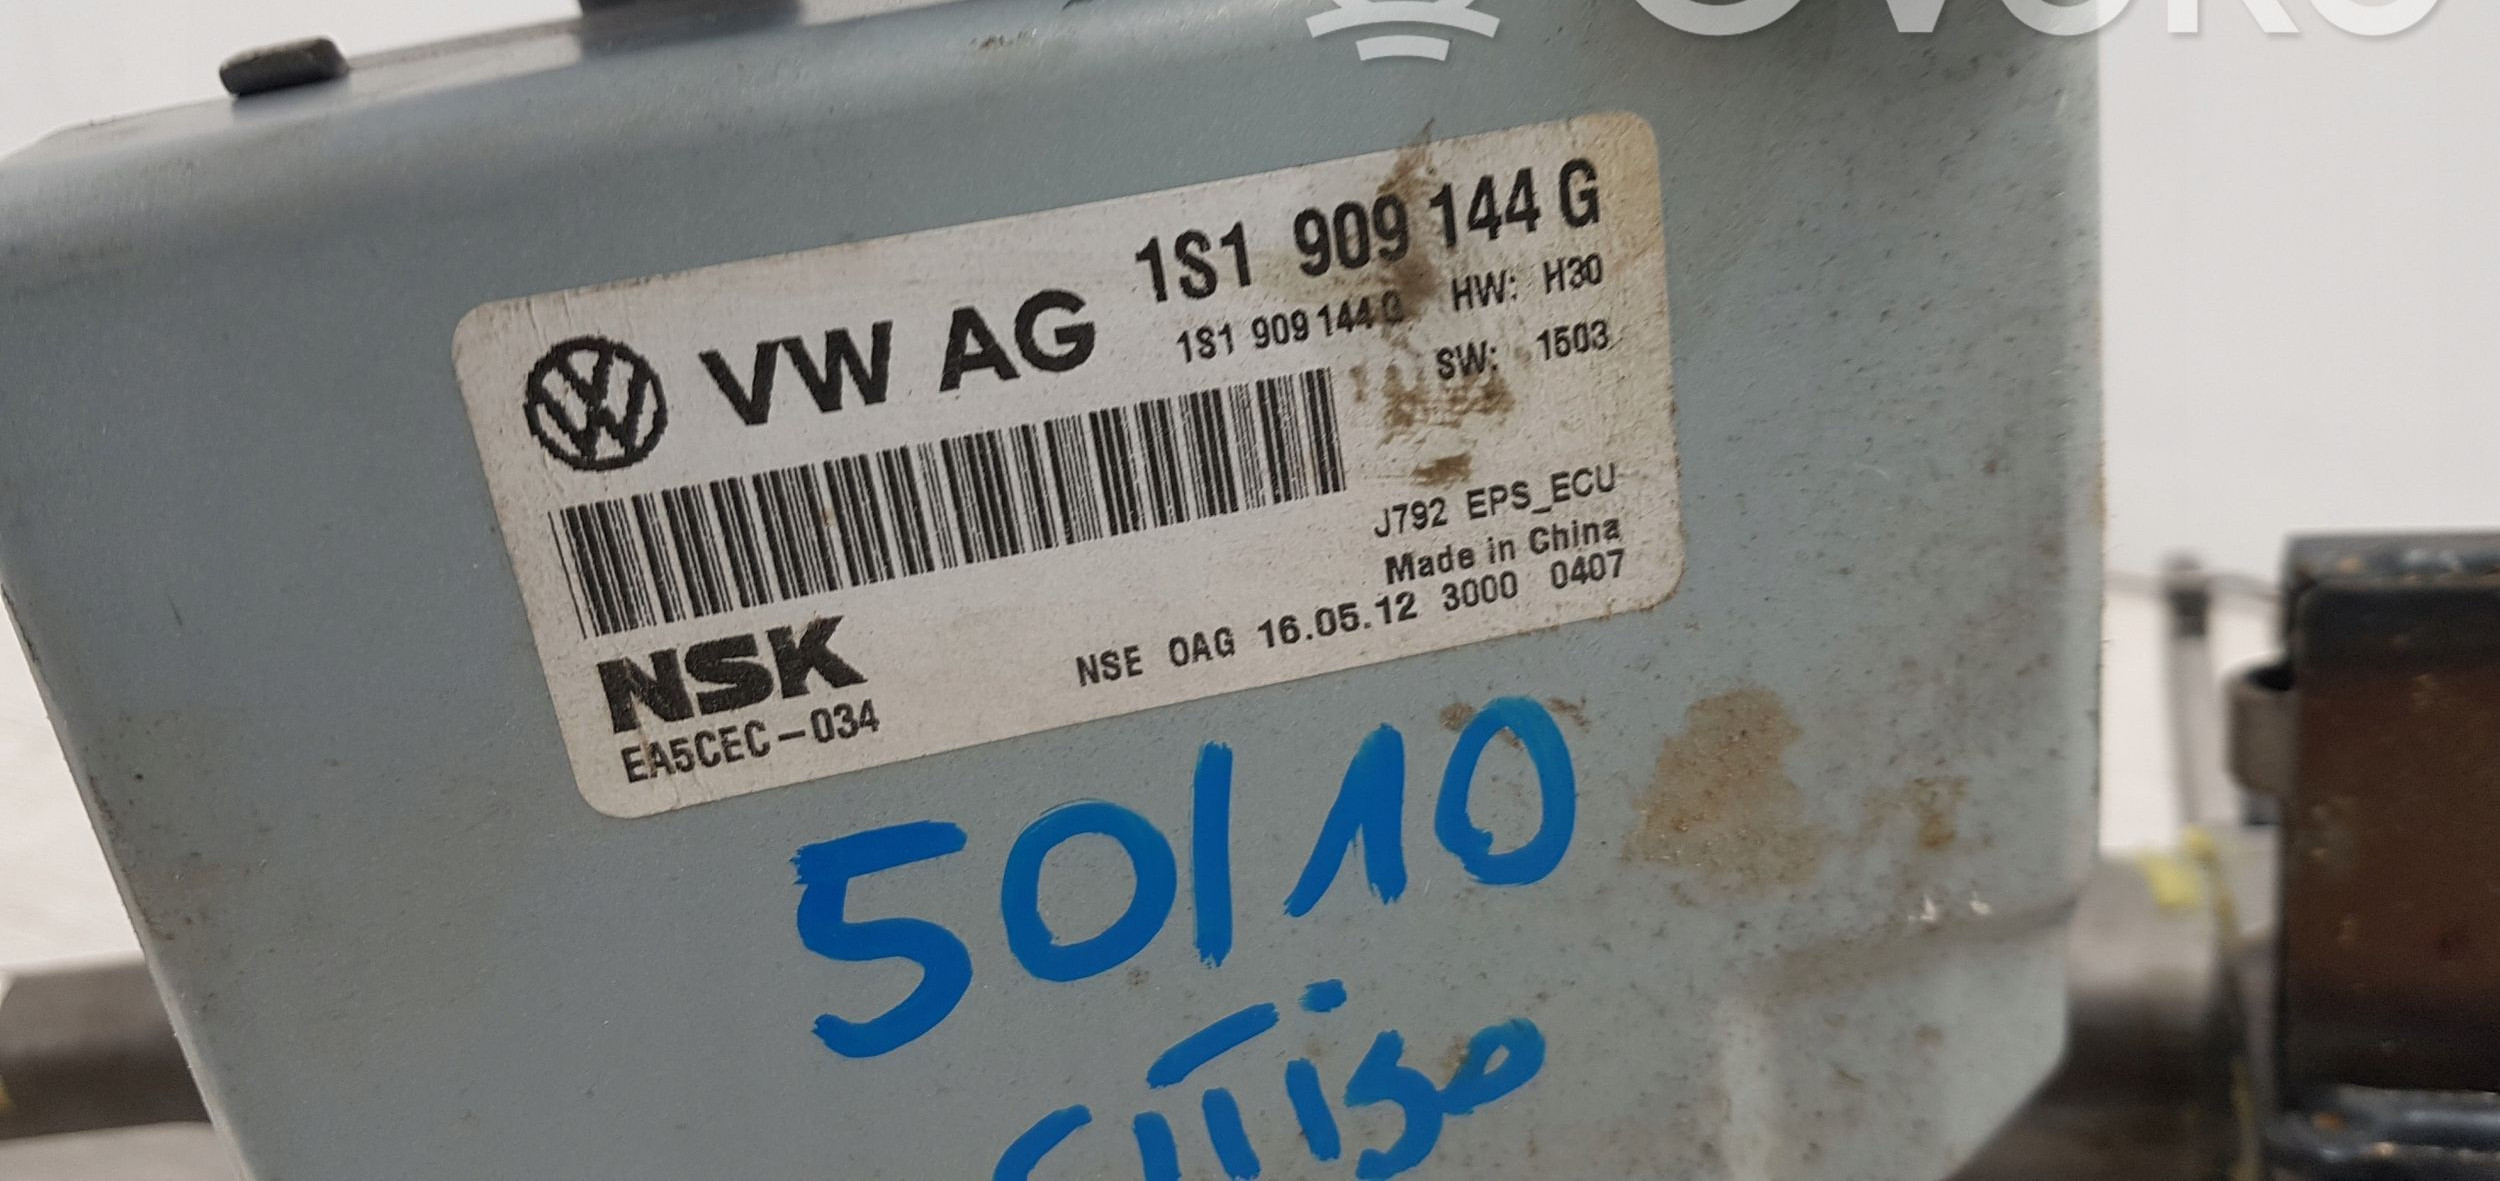 VW AG 1S1 909 144 G
1S1 909 144 G HW: H30
SW: 1503
J792 EPS_ECU
Made in China
NSK NSE 0AG 16.05.12 3000 0407
EA5CEC-034
50/10